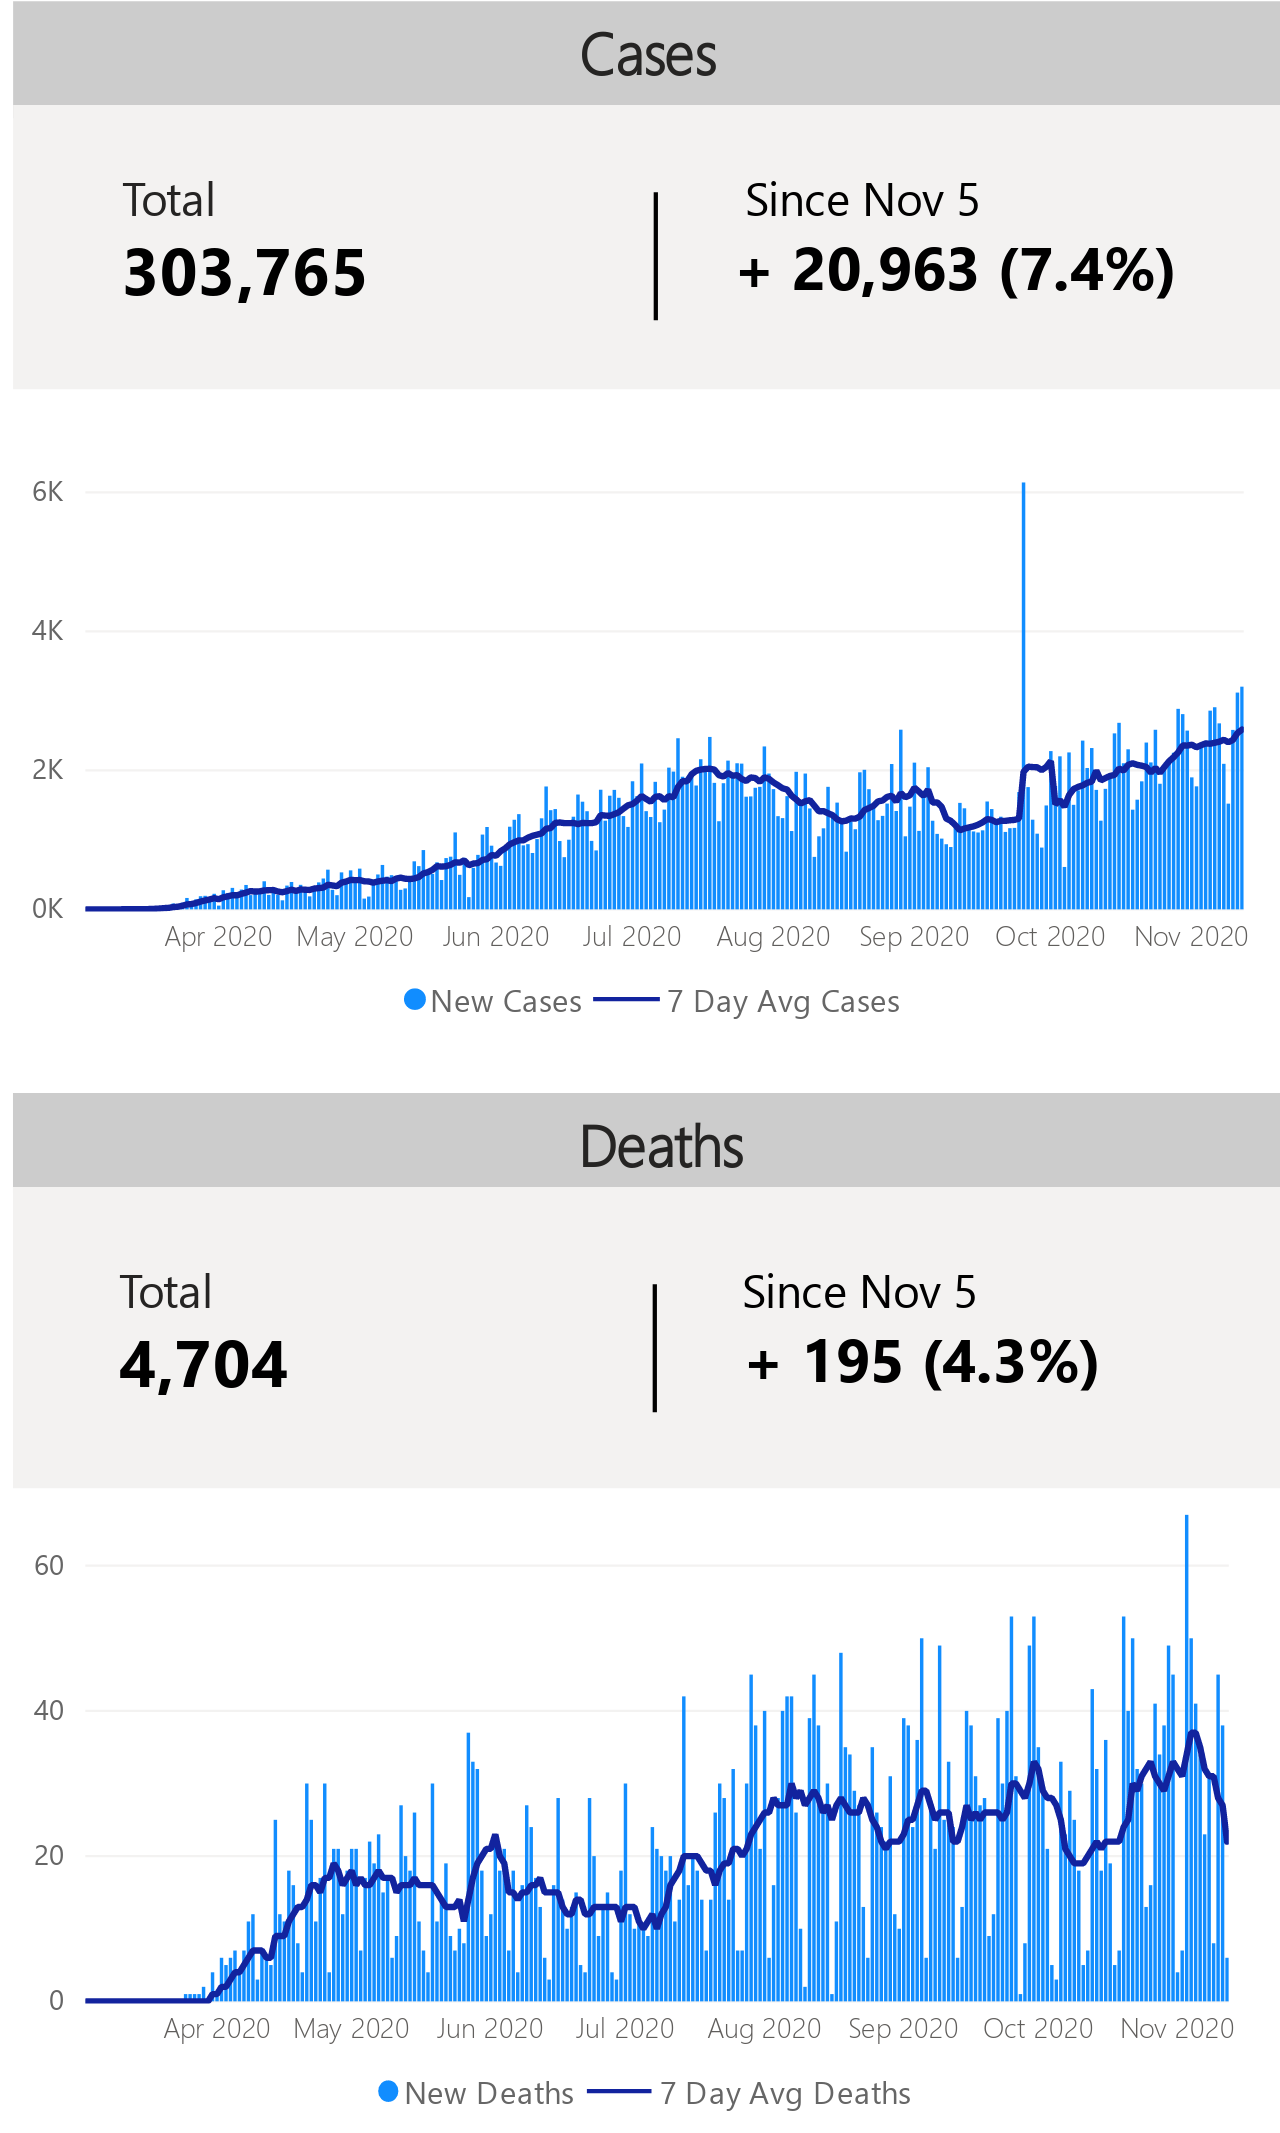 Cases
Total
Since Nov 5
303,765
+ 20,963 (7.4%)
6K
4K
2K
0K
Apr 2020 May 2020 Jun 2020 Jul 2020 Aug 2020 Sep 2020 Oct 2020 Nov 2020
New Cases 7 Day Avg Cases
Deaths
Total
Since Nov 5
4,704
+ 195 (4.3%)
60
40
20
0
Apr 2020 May 2020 Jun 2020 Jul 2020 Aug 2020 Sep 2020 Oct 2020 Nov 2020
New Deaths 7 Day Avg Deaths